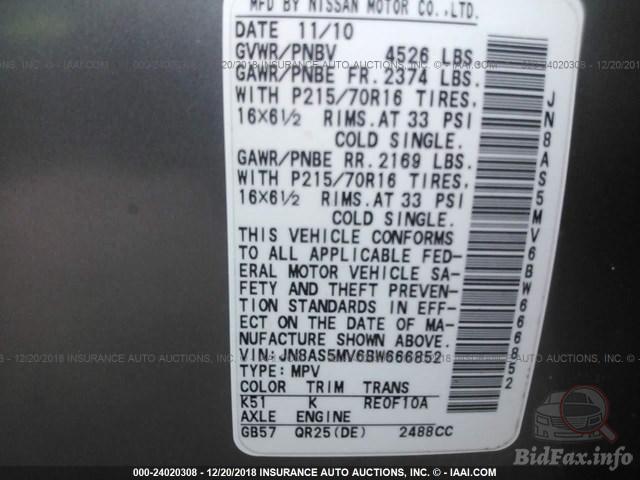 MFD BY NISSAN MOTOR CO.,LTD.
DATE 11/10
GVWR/PNBV 4526 LBS
GAWR/PNBE FR. 2374 LBS.
WITH P215/70R16 TIRES,
16X6½ RIMS.AT 33 PSI
COLD SINGLE.
GAWR/PNBE RR. 2169 LBS.
WITH P215/70R16 TIRES,
16X6½ RIMS.AT 33 PSI
COLD SINGLE.
THIS VEHICLE CONFORMS
TO ALL APPLICABLE FED-
ERAL MOTOR VEHICLE SA-
FETY AND THEFT PREVEN-
TION STANDARDS IN EFF-
ECT ON THE DATE OF MA-
NUFACTURE SHOWN ABOVE.
VIN: JN8AS5MV6BW666852
TYPE: MPV
COLOR TRIM TRANS
K51 K RE0F10A
AXLE ENGINE
GB57 QR25(DE) 2488CC
JN8AS5MV6BW666852
000-24020308 - 12/20/2018 INSURANCE AUTO AUCTIONS, INC. - © IAAI.COM
BidFax.info